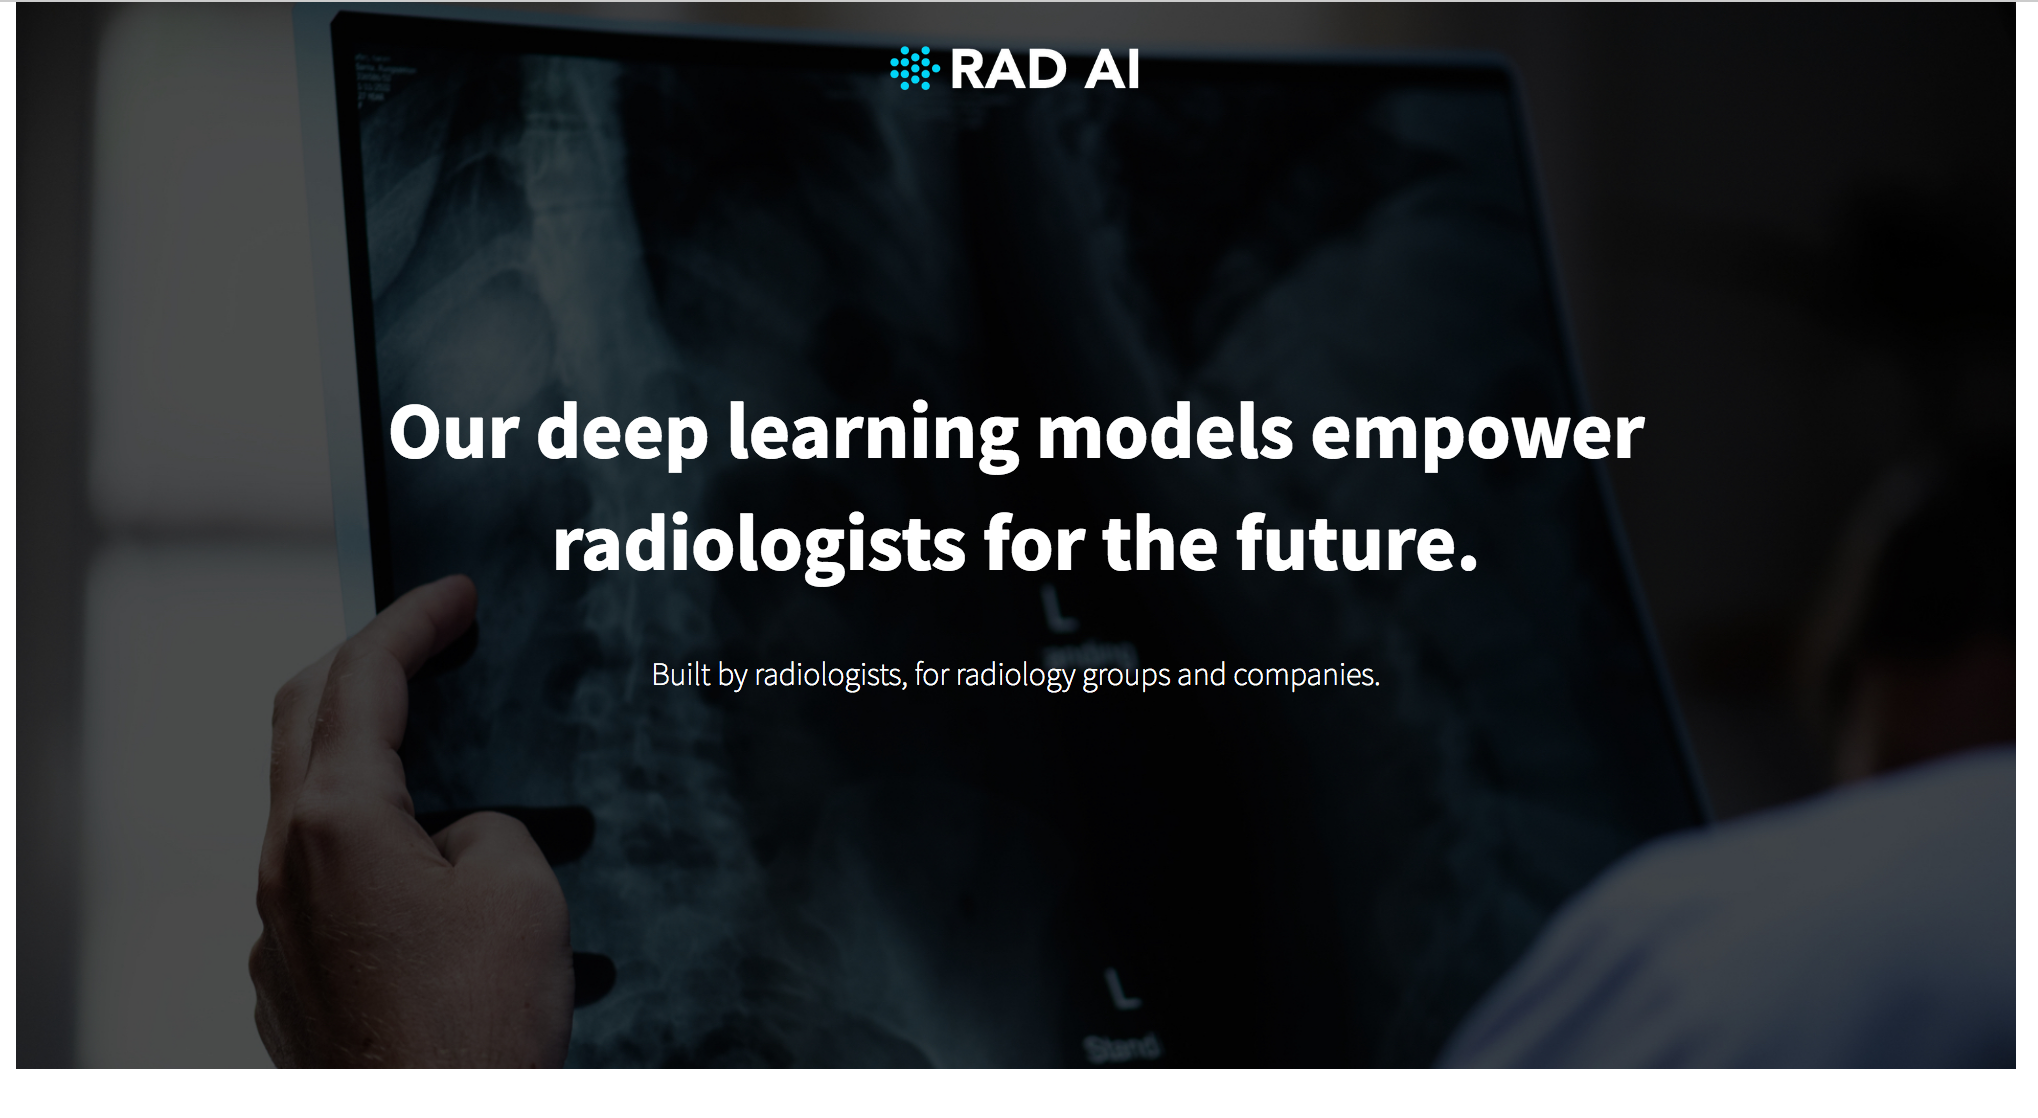 RAD AI
Our deep learning models empower
radiologists for the future.
Built by radiologists, for radiology groups and companies.
L
L
Stand